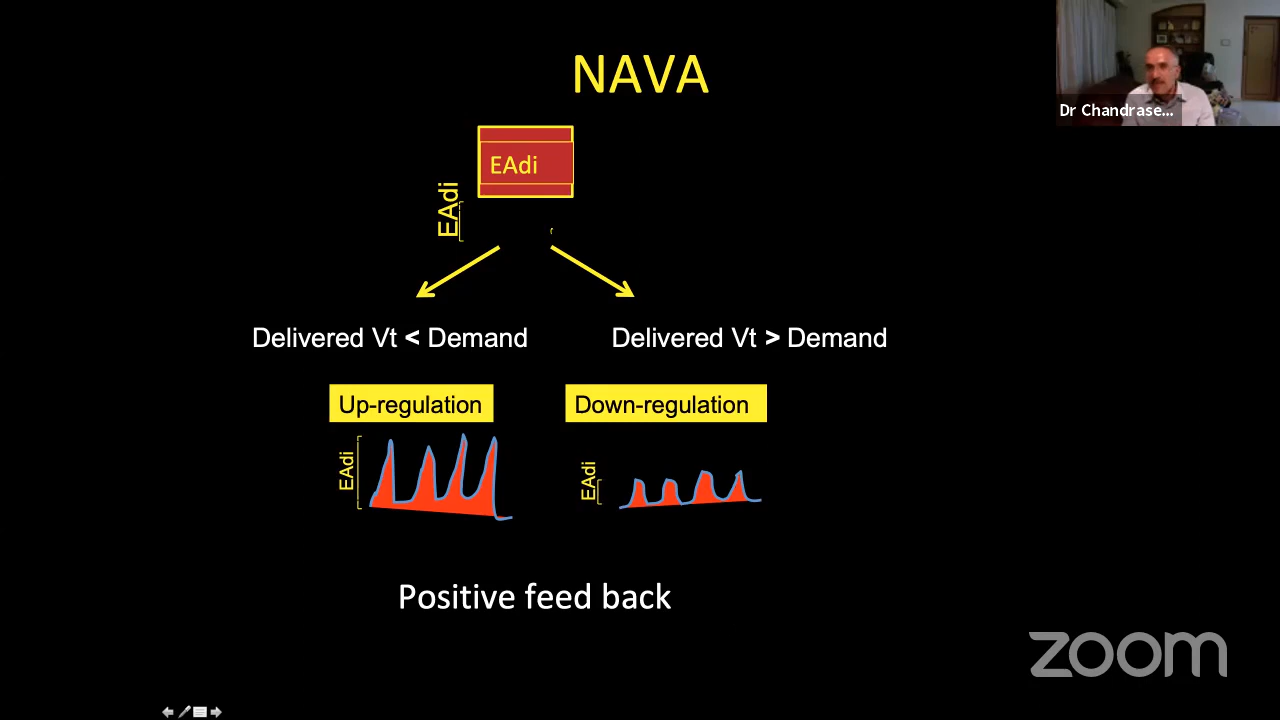 NAVA
Dr Chandrase...
EAdi
EAdi
Delivered Vt < Demand
Delivered Vt > Demand
Up-regulation
Down-regulation
EAdi
EAdi
Positive feed back
zoom